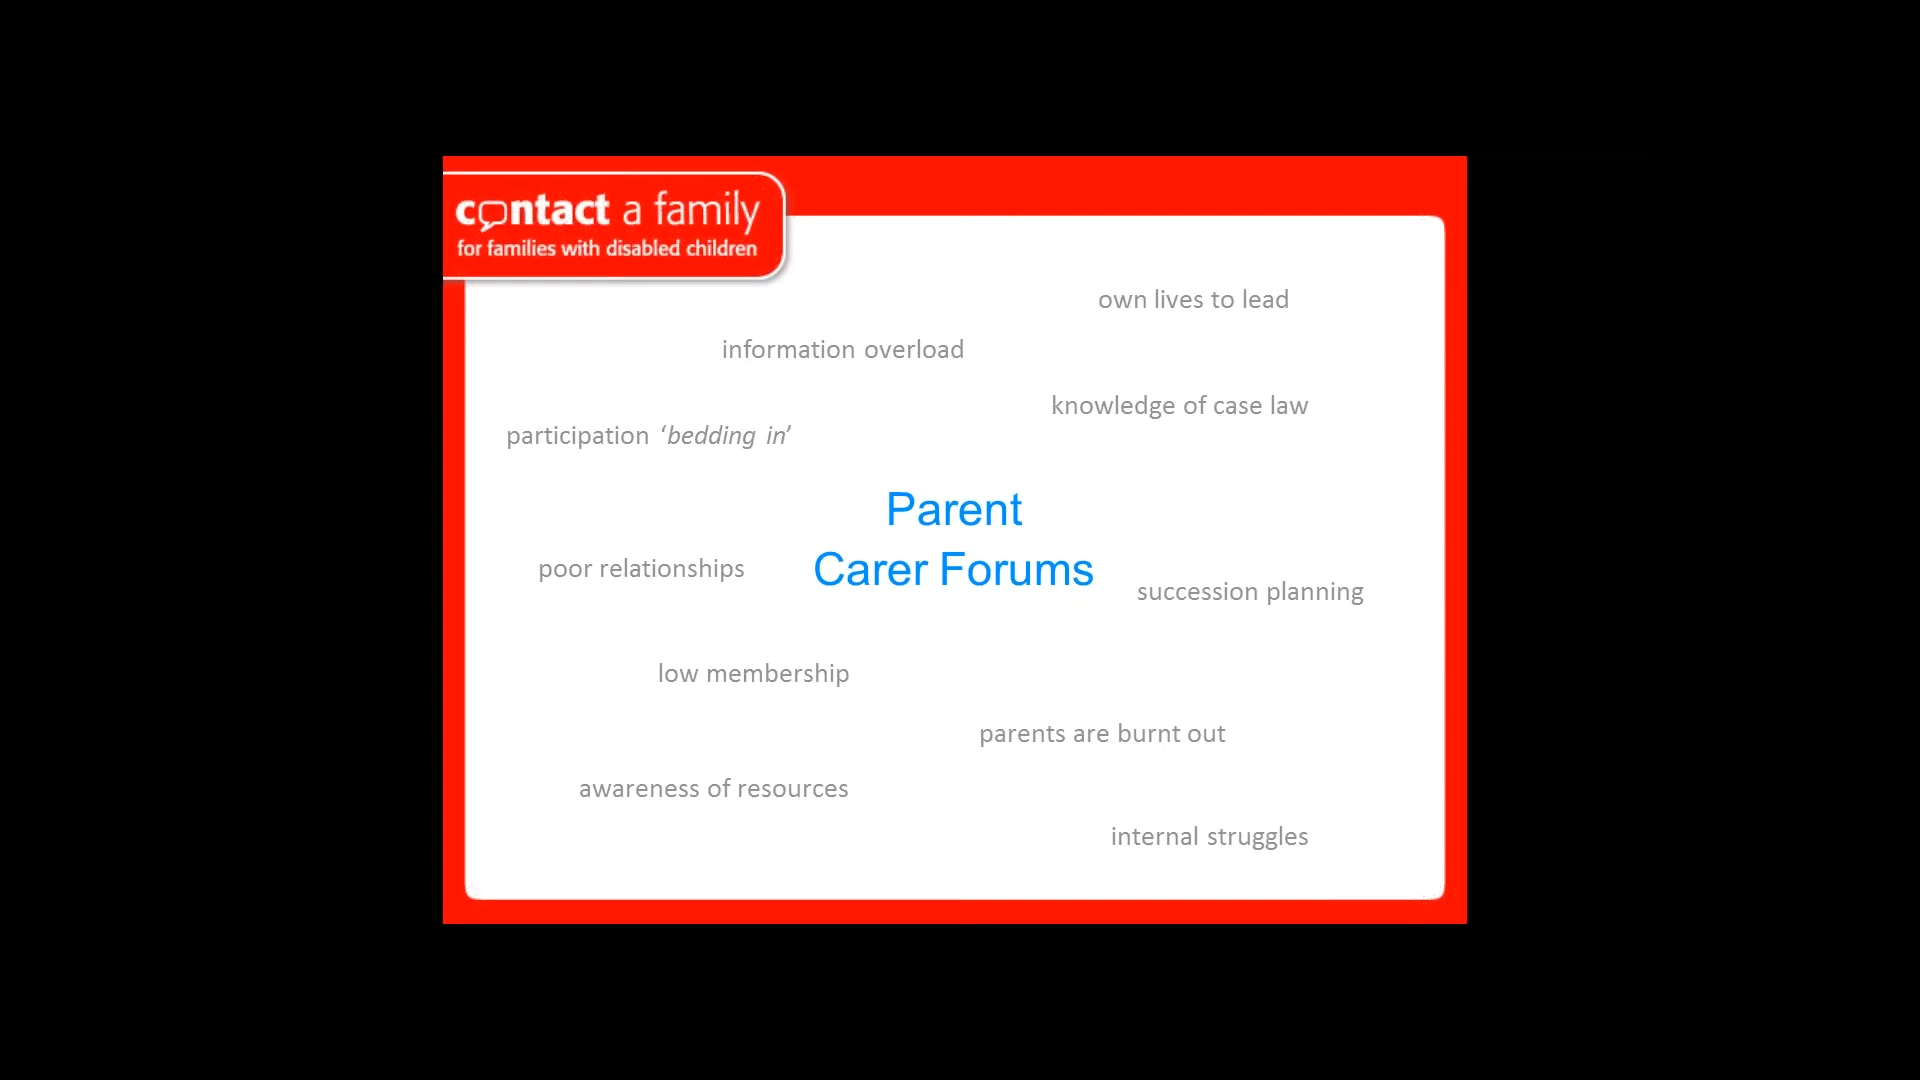 contact a family
for families with disabled children
own lives to lead
information overload
knowledge of case law
participation ‘bedding in’
Parent
Carer Forums
poor relationships
succession planning
low membership
parents are burnt out
awareness of resources
internal struggles